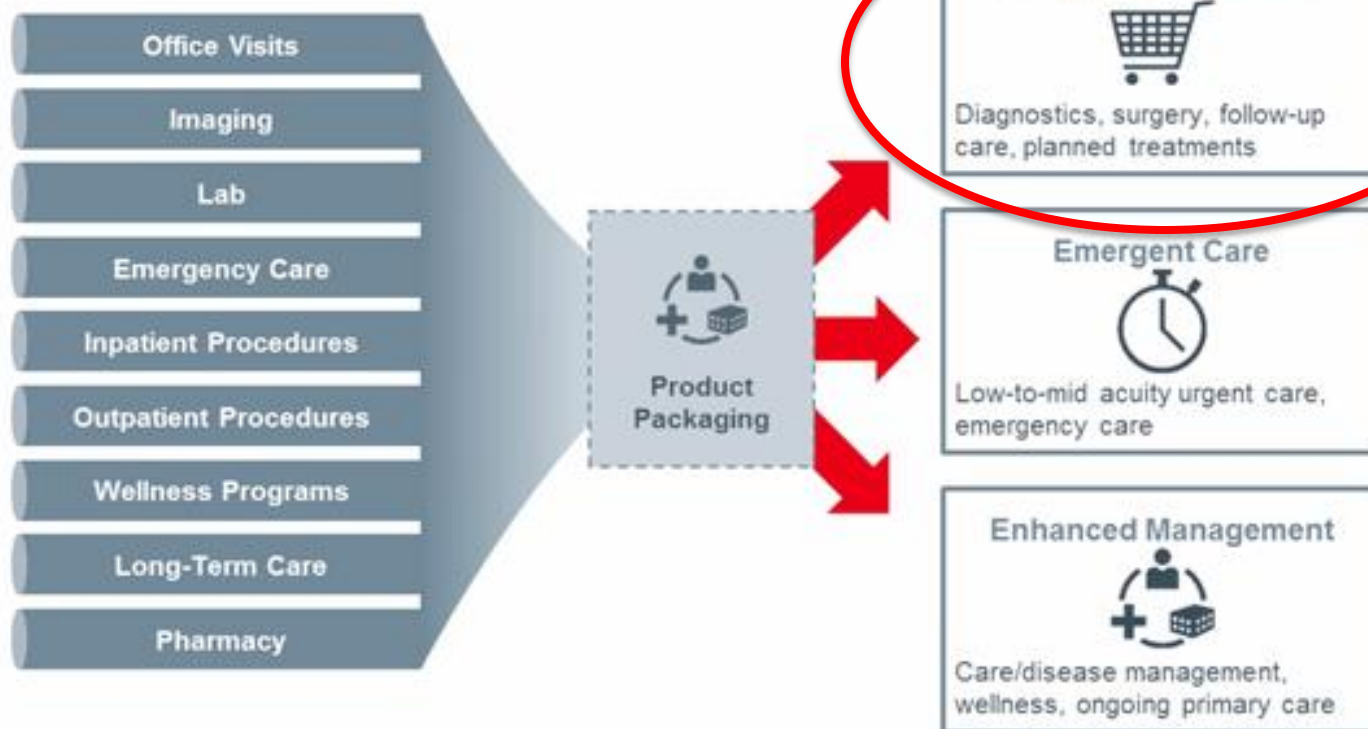 Office Visits
Imaging
Lab
Emergency Care
Inpatient Procedures
Outpatient Procedures
Wellness Programs
Long-Term Care
Pharmacy
Product
Packaging
Diagnostics, surgery, follow-up
care, planned treatments
Emergent Care
Low-to-mid acuity urgent care,
emergency care
Enhanced Management
Care/disease management,
wellness, ongoing primary care